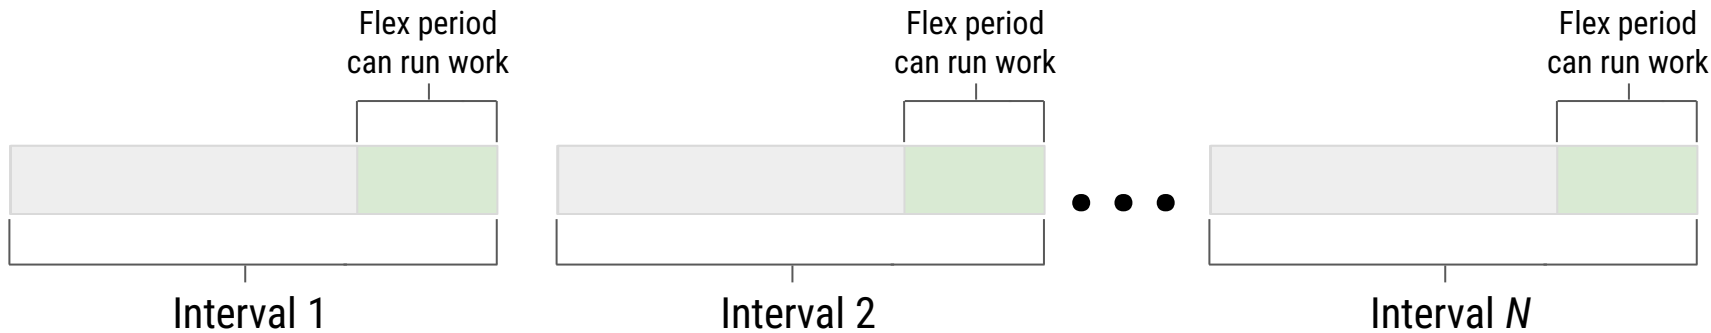 Flex period
can run work
Flex period
can run work
Flex period
can run work
Interval 1
Interval 2
Interval N